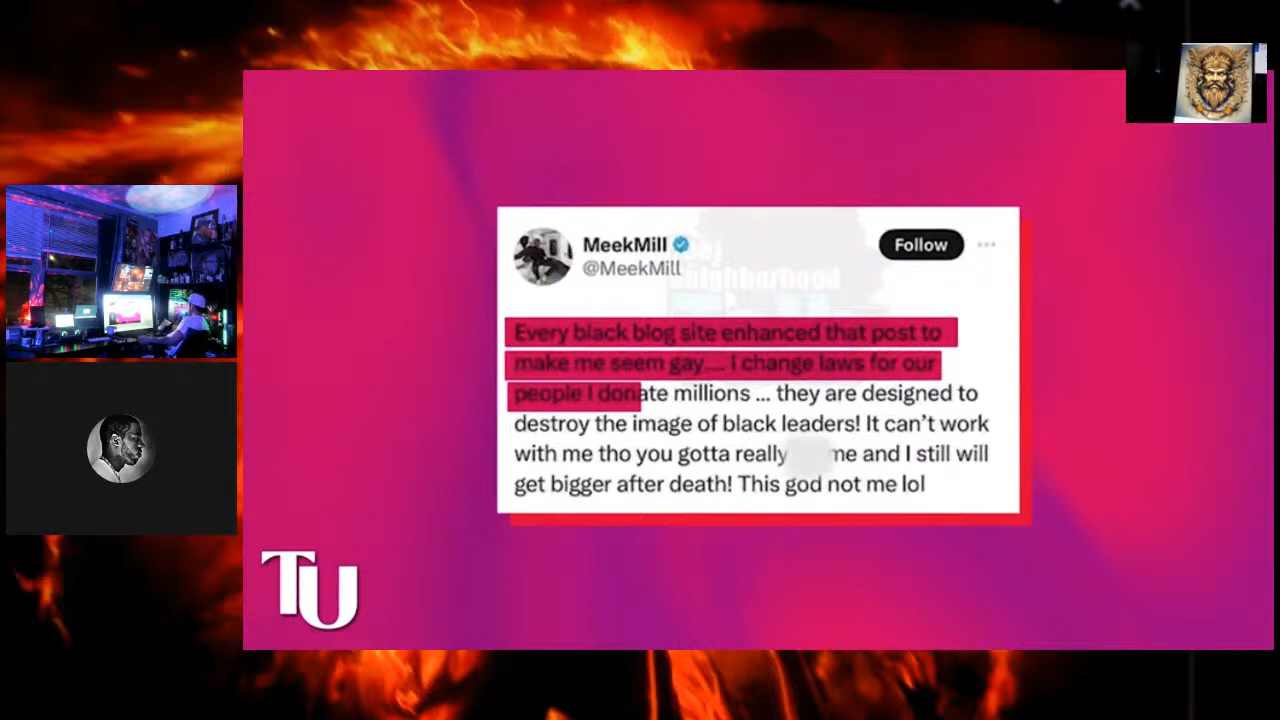 MeekMill
@MeekMill
Follow
neighborhood
Every black blog site enhanced that post to
make me seem gay.... I change laws for our
people I donate millions ... they are designed to
destroy the image of black leaders! It can't work
with me tho you gotta really me and I still will
get bigger after death! This god not me lol
TU